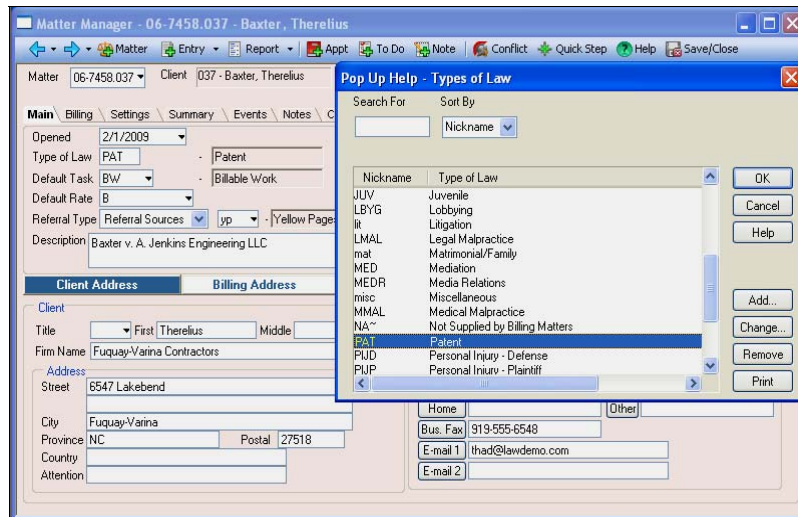 Matter Manager - 06-7458.037 - Baxter, Therelius
Matter Entry Report Appt To Do Note Conflict Quick Step Help Save/Close
Matter 06-7458.037 Client 037 - Baxter, Therelius
Main Billing Settings Summary Events Notes C
Opened 2/1/2009
Type of Law PAT - Patent
Default Task BW - Billable Work
Default Rate B
Referral Type Referral Sources yp - Yellow Page
Description Baxter v. A. Jenkins Engineering LLC
Client Address Billing Address
Client
Title First Therelius Middle
Firm Name Fuquay-Varina Contractors
Address
Street 6547 Lakebend
City Fuquay-Varina
Province NC Postal 27518
Country
Attention
Home Other
Bus. Fax 919-555-6548
E-mail 1 thad@lawdemo.com
E-mail 2
Pop Up Help - Types of Law
Search For Sort By
Nickname
Nickname Type of Law
JUV Juvenile
LBYG Lobbying
lit Litigation
LMAL Legal Malpractice
mat Matrimonial/Family
MED Mediation
MEDR Media Relations
misc Miscellaneous
MMAL Medical Malpractice
NA~ Not Supplied by Billing Matters
PAT Patent
PIJD Personal Injury - Defense
PIJP Personal Injury - Plaintiff
OK
Cancel
Help
Add...
Change...
Remove
Print